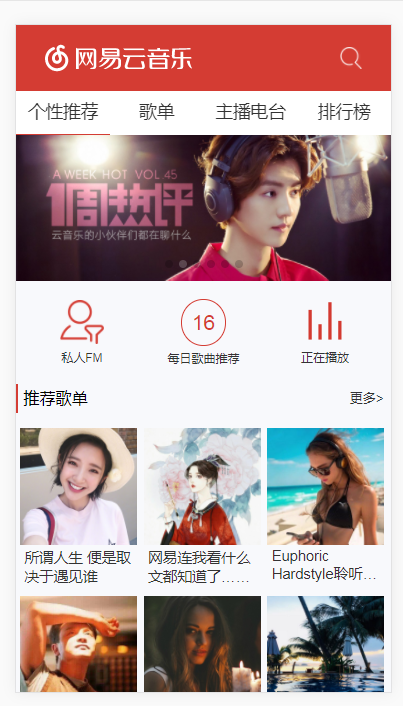 网易云音乐
个性推荐 歌单 主播电台 排行榜
A WEEK HOT VOL 45
1周热评
云音乐的小伙伴们都在聊什么
16
私人FM 每日歌曲推荐 正在播放
推荐歌单 更多>
所谓人生 便是取
决于遇见谁
网易连我看什么
文都知道了……
Euphoric
Hardstyle聆听…